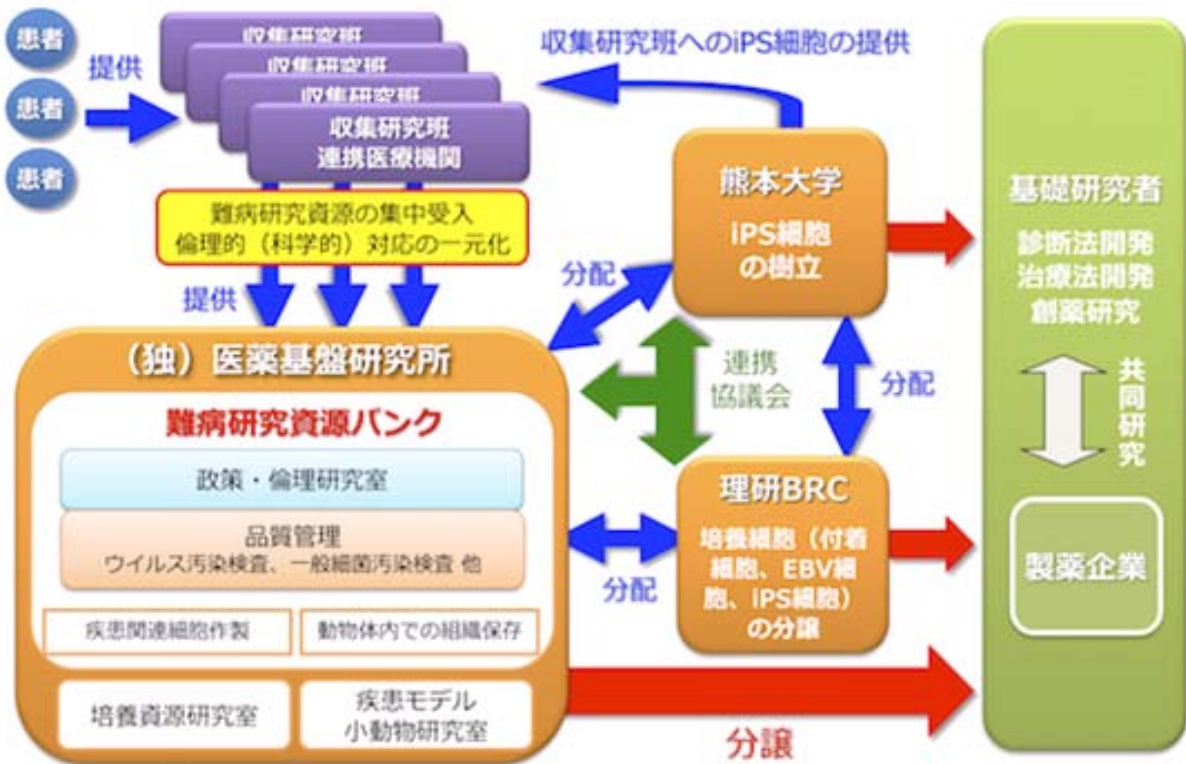 患者
患者
患者
提供
収集研究班
収集研究班
収集研究班
収集研究班
連携医療機関
収集研究班へのiPS細胞の提供
難病研究資源の集中受入
倫理的（科学的）対応の一元化
提供
熊本大学
iPS細胞
の樹立
分配
連携
協議会
分配
（独）医薬基盤研究所
難病研究資源バンク
政策・倫理研究室
品質管理
ウイルス汚染検査、一般細菌汚染検査 他
疾患関連細胞作製
動物体内での組織保存
培養資源研究室
疾患モデル
小動物研究室
分配
理研BRC
培養細胞（付着
細胞、EBV細
胞、iPS細胞）
の分譲
分譲
基礎研究者
診断法開発
治療法開発
創薬研究
共同研究
製薬企業